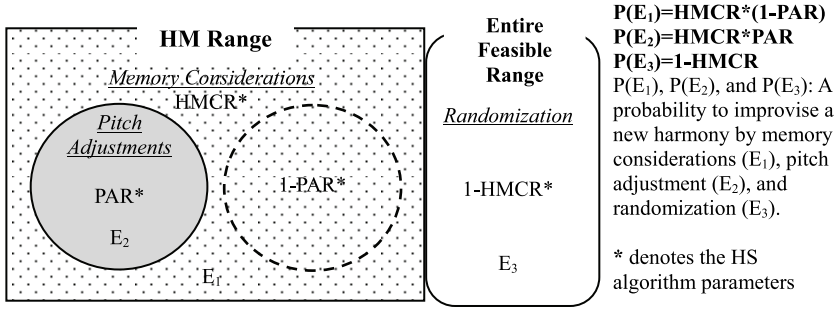 HM Range
Memory Considerations
HMCR*
Pitch
Adjustments
PAR*
E₂
1-PAR*
E₁
Entire
Feasible
Range
Randomization
1-HMCR*
E₃
P(E₁)=HMCR*(1-PAR)
P(E₂)=HMCR*PAR
P(E₃)=1-HMCR
P(E₁), P(E₂), and P(E₃): A
probability to improvise a
new harmony by memory
considerations (E₁), pitch
adjustment (E₂), and
randomization (E₃).
* denotes the HS
algorithm parameters